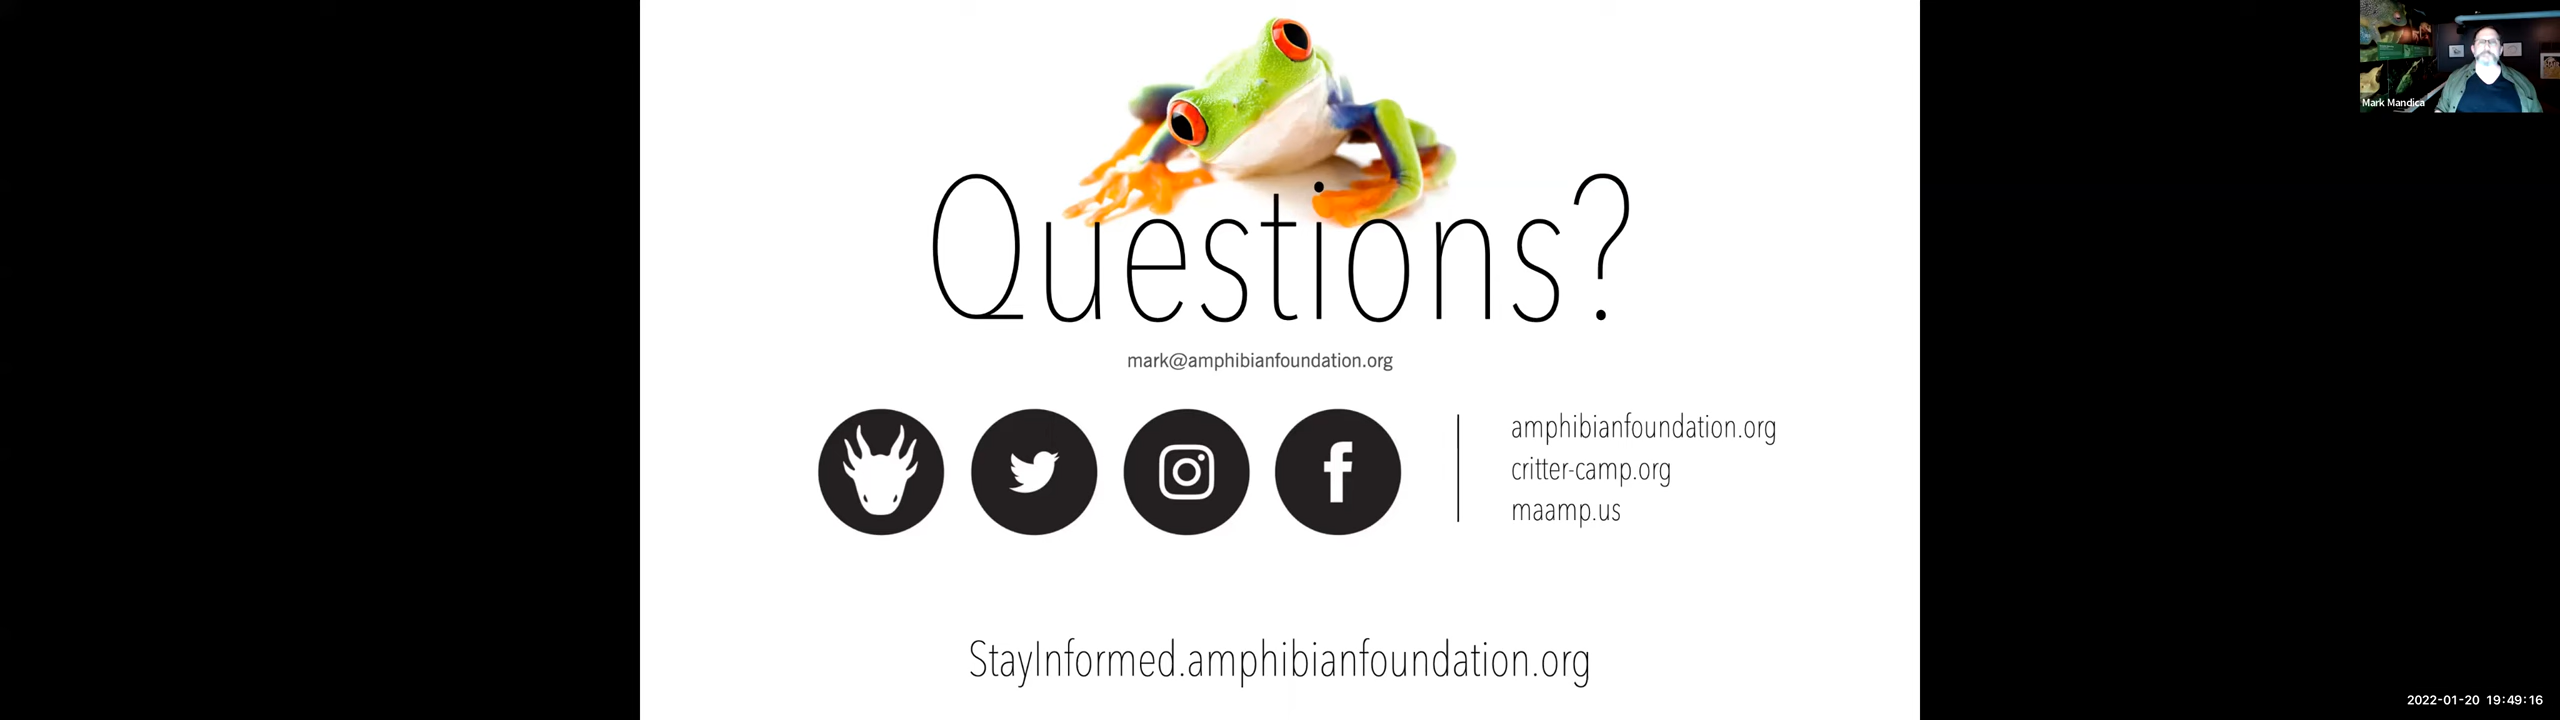 Mark Mandica
Questions?
mark@amphibianfoundation.org
amphibianfoundation.org
critter-camp.org
maamp.us
StayInformed.amphibianfoundation.org
2022-01-20 19:49:16